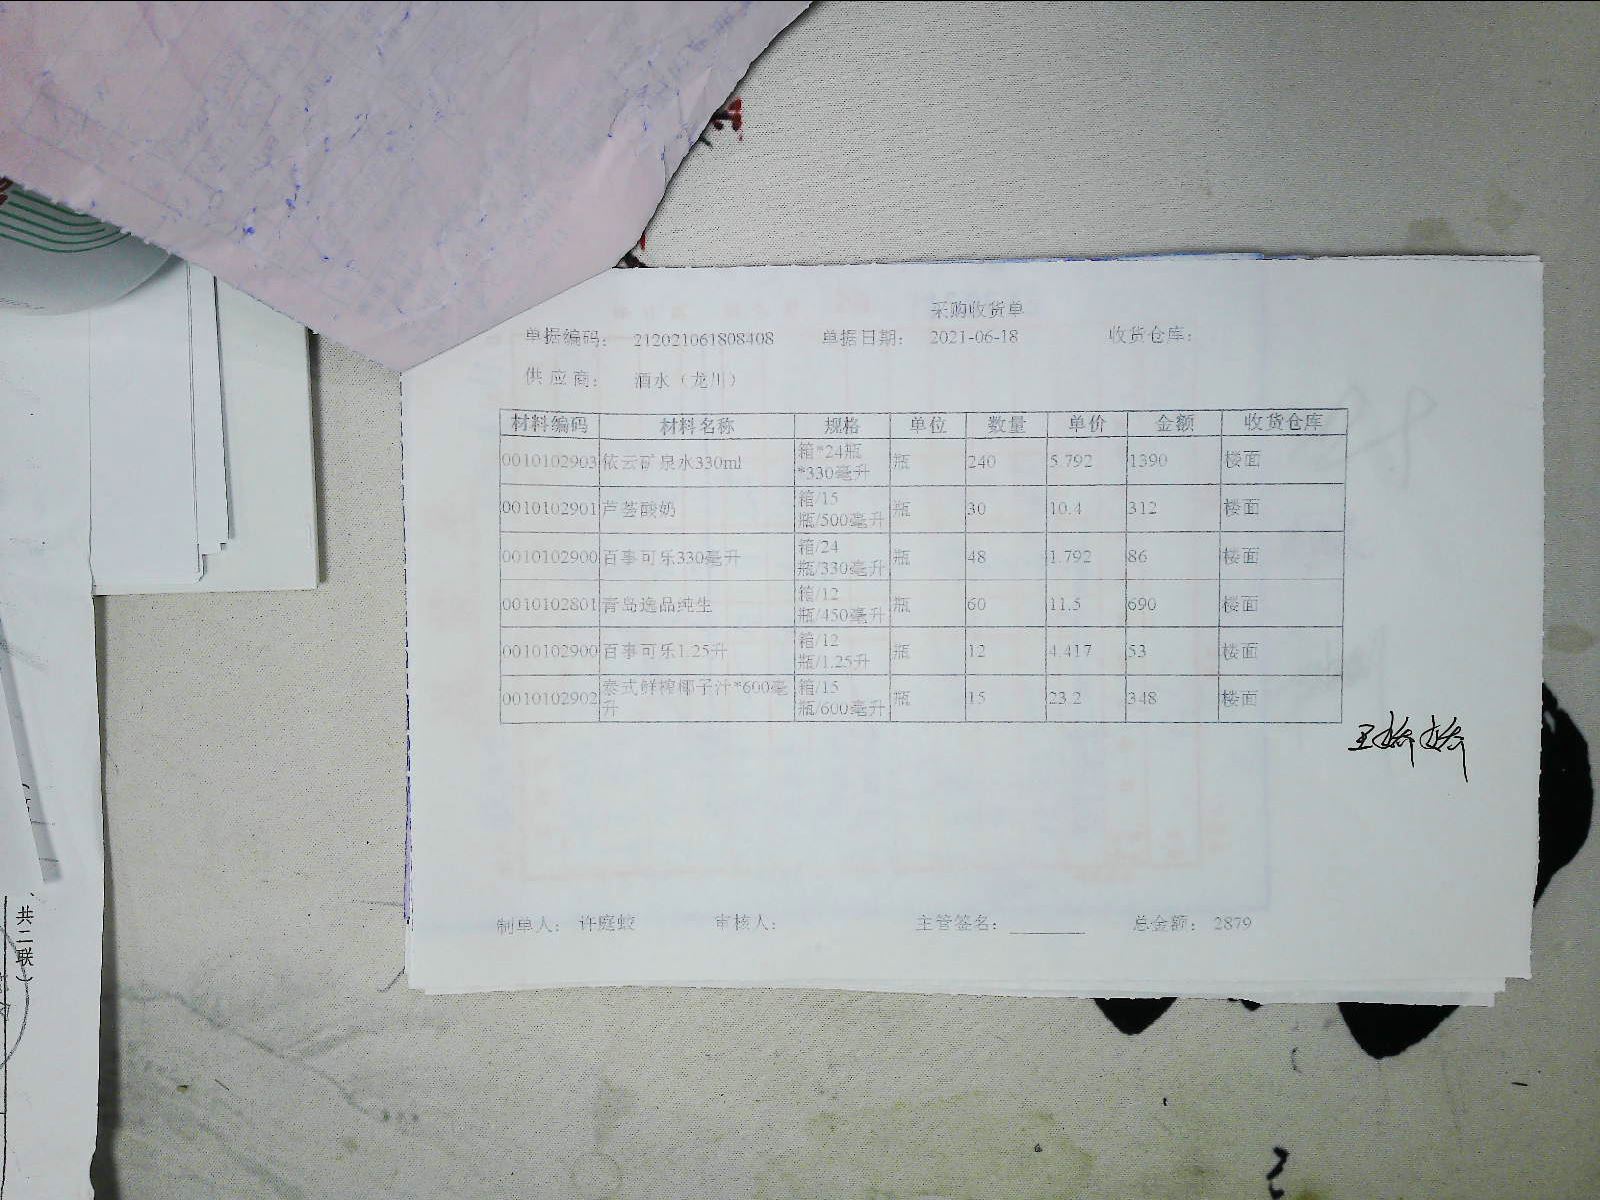 采购收货单
单据编码： 212021061808408 单据日期： 2021-06-18 收货仓库：
供应商： 酒水（龙川）
材料编码 材料名称 规格 单位 数量 单价 金额 收货仓库
0010102903 依云矿泉水330ml 箱*24瓶*330毫升 瓶 240 5.792 1390 楼面
0010102901 芦荟酸奶 箱/15瓶/500毫升 瓶 30 10.4 312 楼面
0010102900 百事可乐330毫升 箱/24瓶/330毫升 瓶 48 1.792 86 楼面
0010102801 青岛逸品纯生 箱/12瓶/450毫升 瓶 60 11.5 690 楼面
0010102900 百事可乐1.25升 箱/12瓶/1.25升 瓶 12 4.417 53 楼面
0010102902 泰式鲜榨椰子汁*600毫升 箱/15瓶/600毫升 瓶 15 23.2 348 楼面
制单人： 许庭蛟 审核人： 主管签名： 总金额： 2879
共二联）